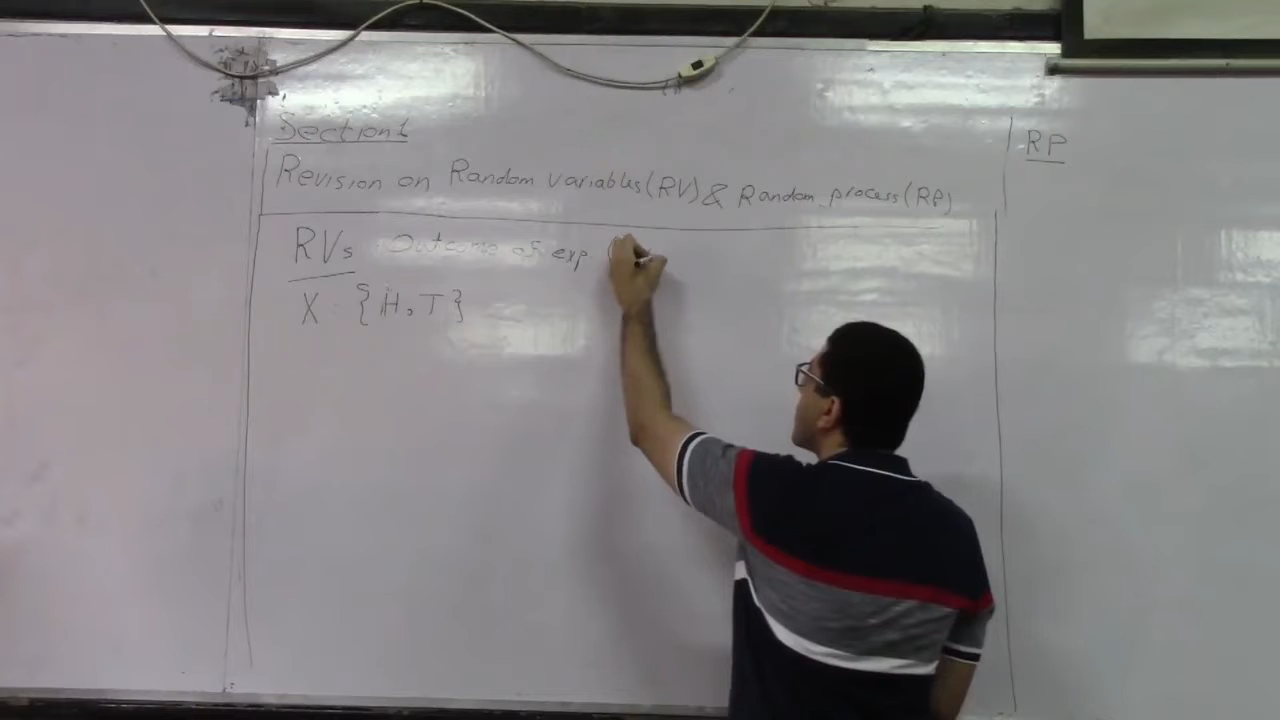 Section 1
Revision on Random variables (RV) & Random process (RP)
RVs Outcome of exp (
X : {H, T}
RP